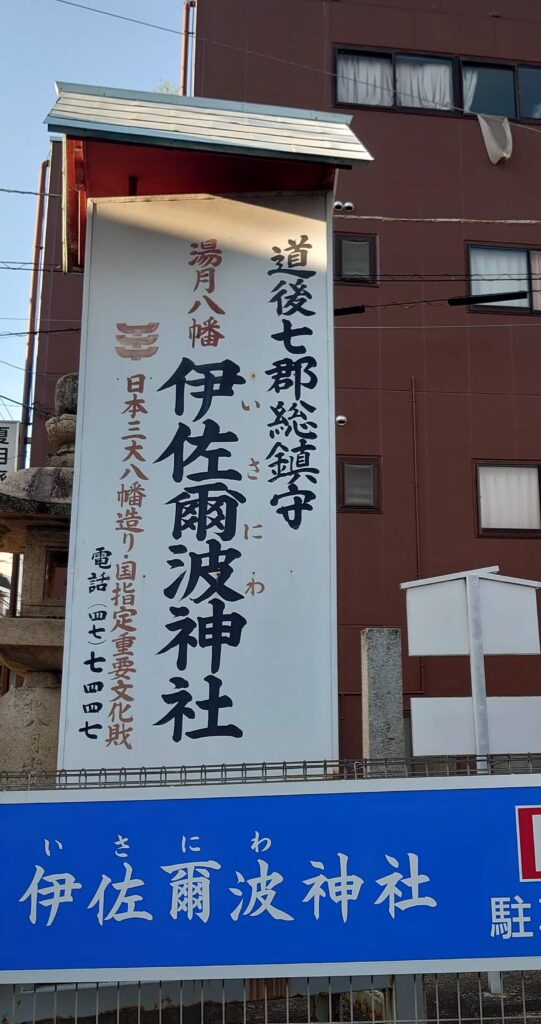 道後七郡総鎮守
湯月八幡
伊佐爾波神社
いさにわ
日本三大八幡造り・国指定重要文化財
電話(四七)七四四七
いさにわ
伊佐爾波神社
駐